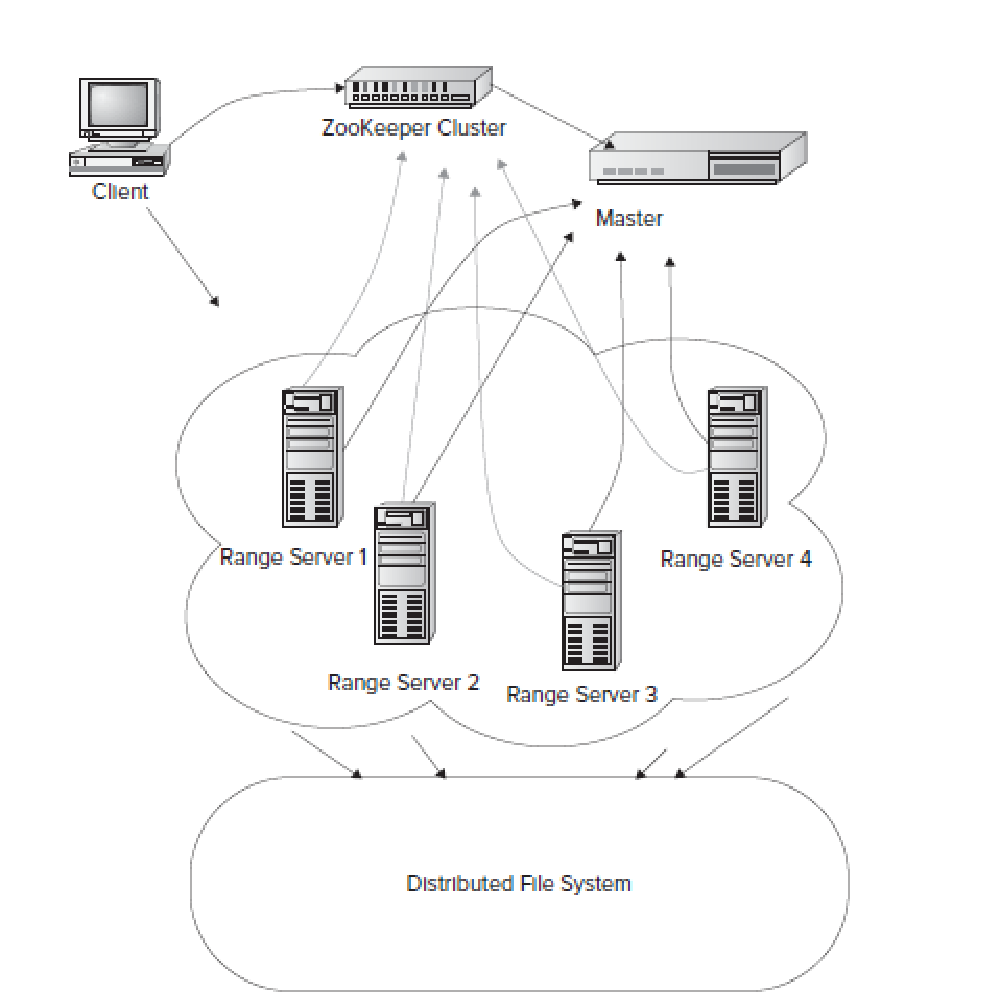 ZooKeeper Cluster
Client
Master
Range Server 1
Range Server 4
Range Server 2
Range Server 3
Distributed File System